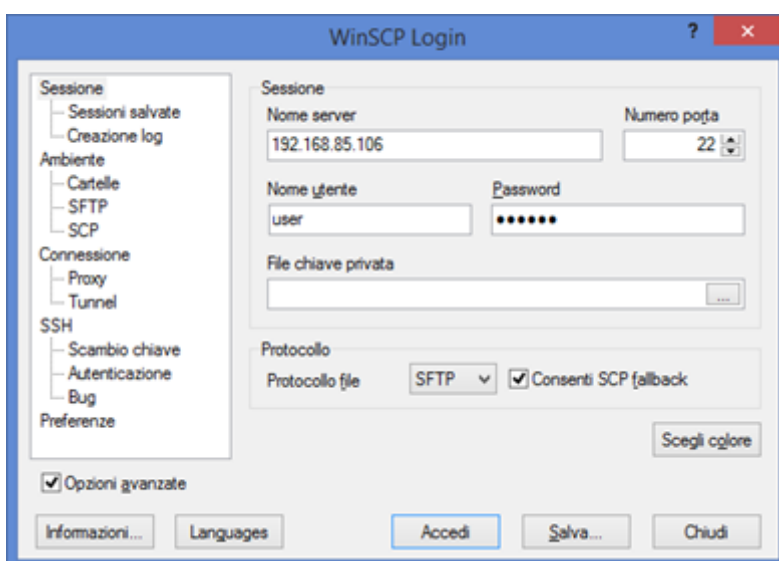 WinSCP Login
?
Sessione
Sessioni salvate
Creazione log
Ambiente
Cartelle
SFTP
SCP
Connessione
Proxy
Tunnel
SSH
Scambio chiave
Autenticazione
Bug
Preferenze
Opzioni avanzate
Sessione
Nome server
Numero porta
192.168.85.106
22
Nome utente
Password
user
••••••
File chiave privata
...
Protocollo
Protocollo file
SFTP
Consenti SCP fallback
Scegli colore
Informazioni...
Languages
Accedi
Salva...
Chiudi